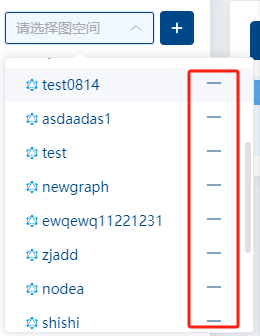 请选择图空间
test0814
asdaadas1
test
newgraph
ewqewq11221231
zjadd
nodea
shishi